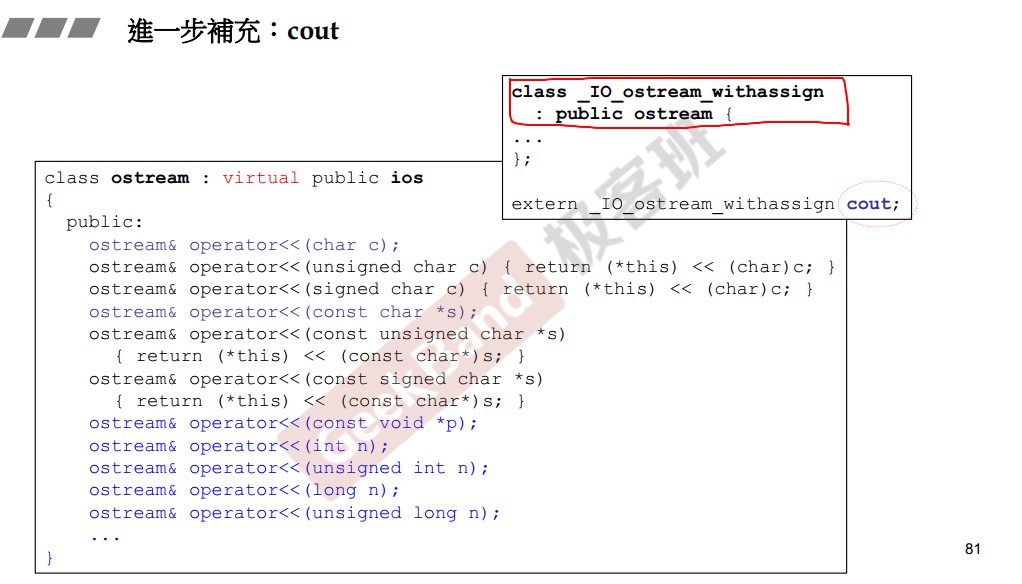 進一步補充：cout
class _IO_ostream_withassign
: public ostream {
...
};
extern _IO_ostream_withassign cout;
class ostream : virtual public ios
{
public:
ostream& operator<<(char c);
ostream& operator<<(unsigned char c) { return (*this) << (char)c; }
ostream& operator<<(signed char c) { return (*this) << (char)c; }
ostream& operator<<(const char *s);
ostream& operator<<(const unsigned char *s)
{ return (*this) << (const char*)s; }
ostream& operator<<(const signed char *s)
{ return (*this) << (const char*)s; }
ostream& operator<<(const void *p);
ostream& operator<<(int n);
ostream& operator<<(unsigned int n);
ostream& operator<<(long n);
ostream& operator<<(unsigned long n);
...
}
GeekBand 极客班
81